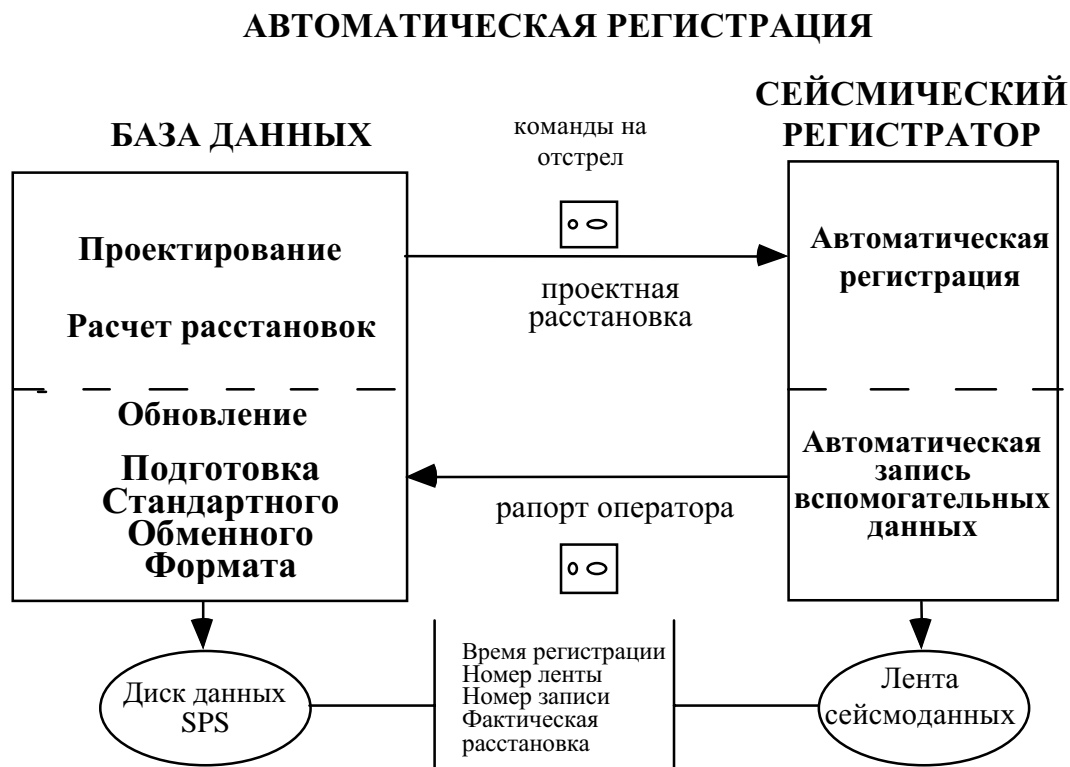 АВТОМАТИЧЕСКАЯ РЕГИСТРАЦИЯ
БАЗА ДАННЫХ
команды на
отстрел
СЕЙСМИЧЕСКИЙ
РЕГИСТРАТОР
Проектирование
Расчет расстановок
проектная
расстановка
Автоматическая
регистрация
Обновление
Подготовка
Стандартного
Обменного
Формата
рапорт оператора
Автоматическая
запись
вспомогательных
данных
Диск данных
SPS
Время регистрации
Номер ленты
Номер записи
Фактическая
расстановка
Лента
сейсмоданных